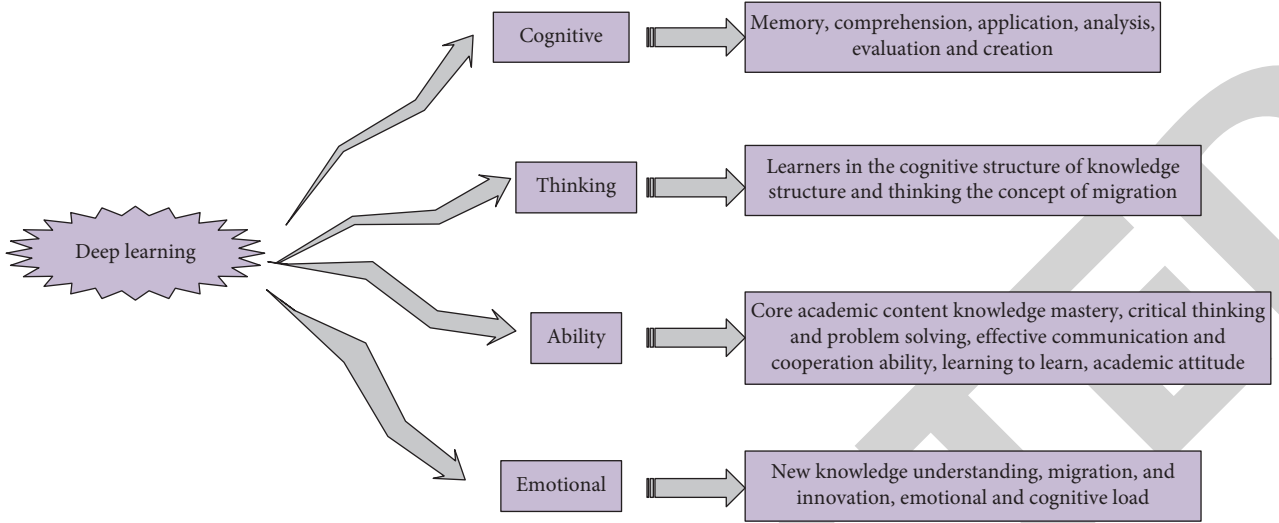 Deep learning
Cognitive
Memory, comprehension, application, analysis,
evaluation and creation
Thinking
Learners in the cognitive structure of knowledge
structure and thinking the concept of migration
Ability
Core academic content knowledge mastery, critical thinking
and problem solving, effective communication and
cooperation ability, learning to learn, academic attitude
Emotional
New knowledge understanding, migration, and
innovation, emotional and cognitive load